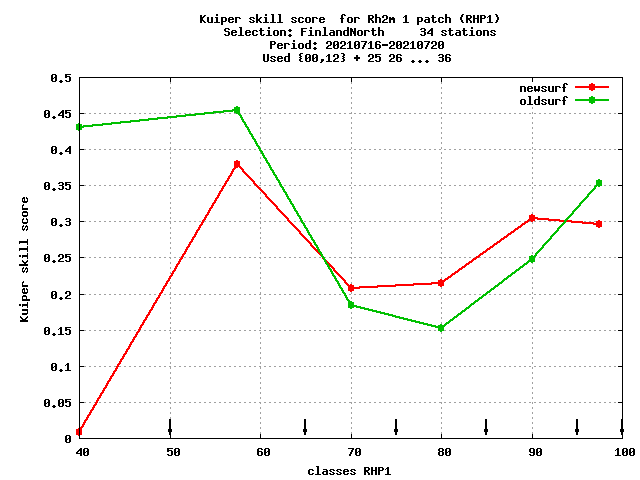 Kuiper skill score  for Rh2m 1 patch (RHP1)
Selection: FinlandNorth     34 stations
Period: 20210716-20210720
Used {00,12} + 25 26 ... 36
newsurf
oldsurf
0.5
0.45
0.4
0.35
0.3
0.25
0.2
0.15
0.1
0.05
0
Kuiper skill score
40 50 60 70 80 90 100
classes RHP1